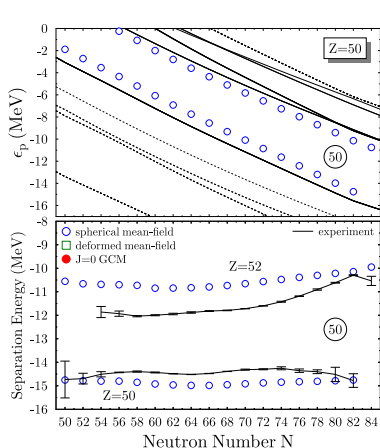 0
-2
-4
-6
-8
-10
-12
-14
-16
ϵp (MeV)
Z=50
50
-8
-9
-10
-11
-12
-13
-14
-15
-16
Separation Energy (MeV)
spherical mean-field
deformed mean-field
J=0 GCM
experiment
Z=52
50
Z=50
50 52 54 56 58 60 62 64 66 68 70 72 74 76 78 80 82 84
Neutron Number N